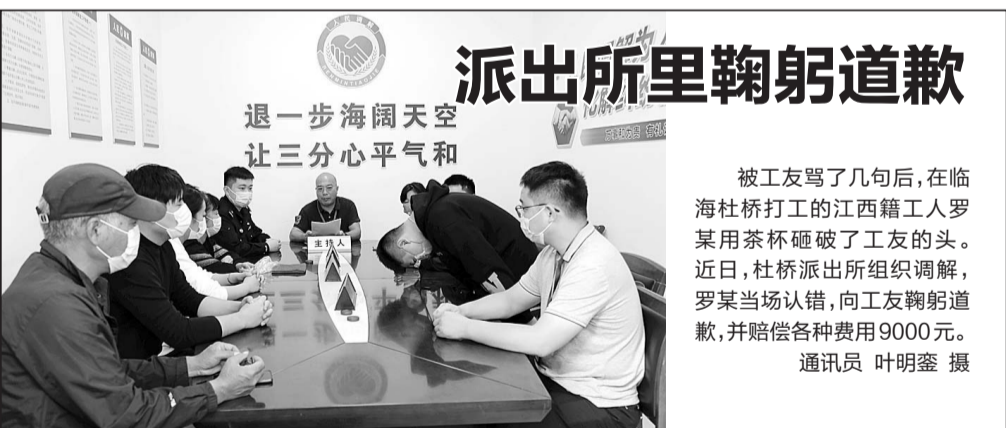 派出所里鞠躬道歉
退一步海阔天空
让三分心平气和
主持人
被工友骂了几句后，在临
海杜桥打工的江西籍工人罗
某用茶杯砸破了工友的头。
近日，杜桥派出所组织调解，
罗某当场认错，向工友鞠躬道
歉，并赔偿各种费用9000元。
通讯员 叶明銮 摄